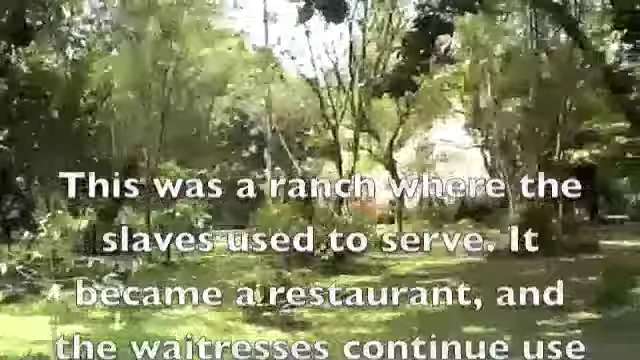 This was a ranch where the
slaves used to serve. It
became a restaurant, and
the waitresses continue use